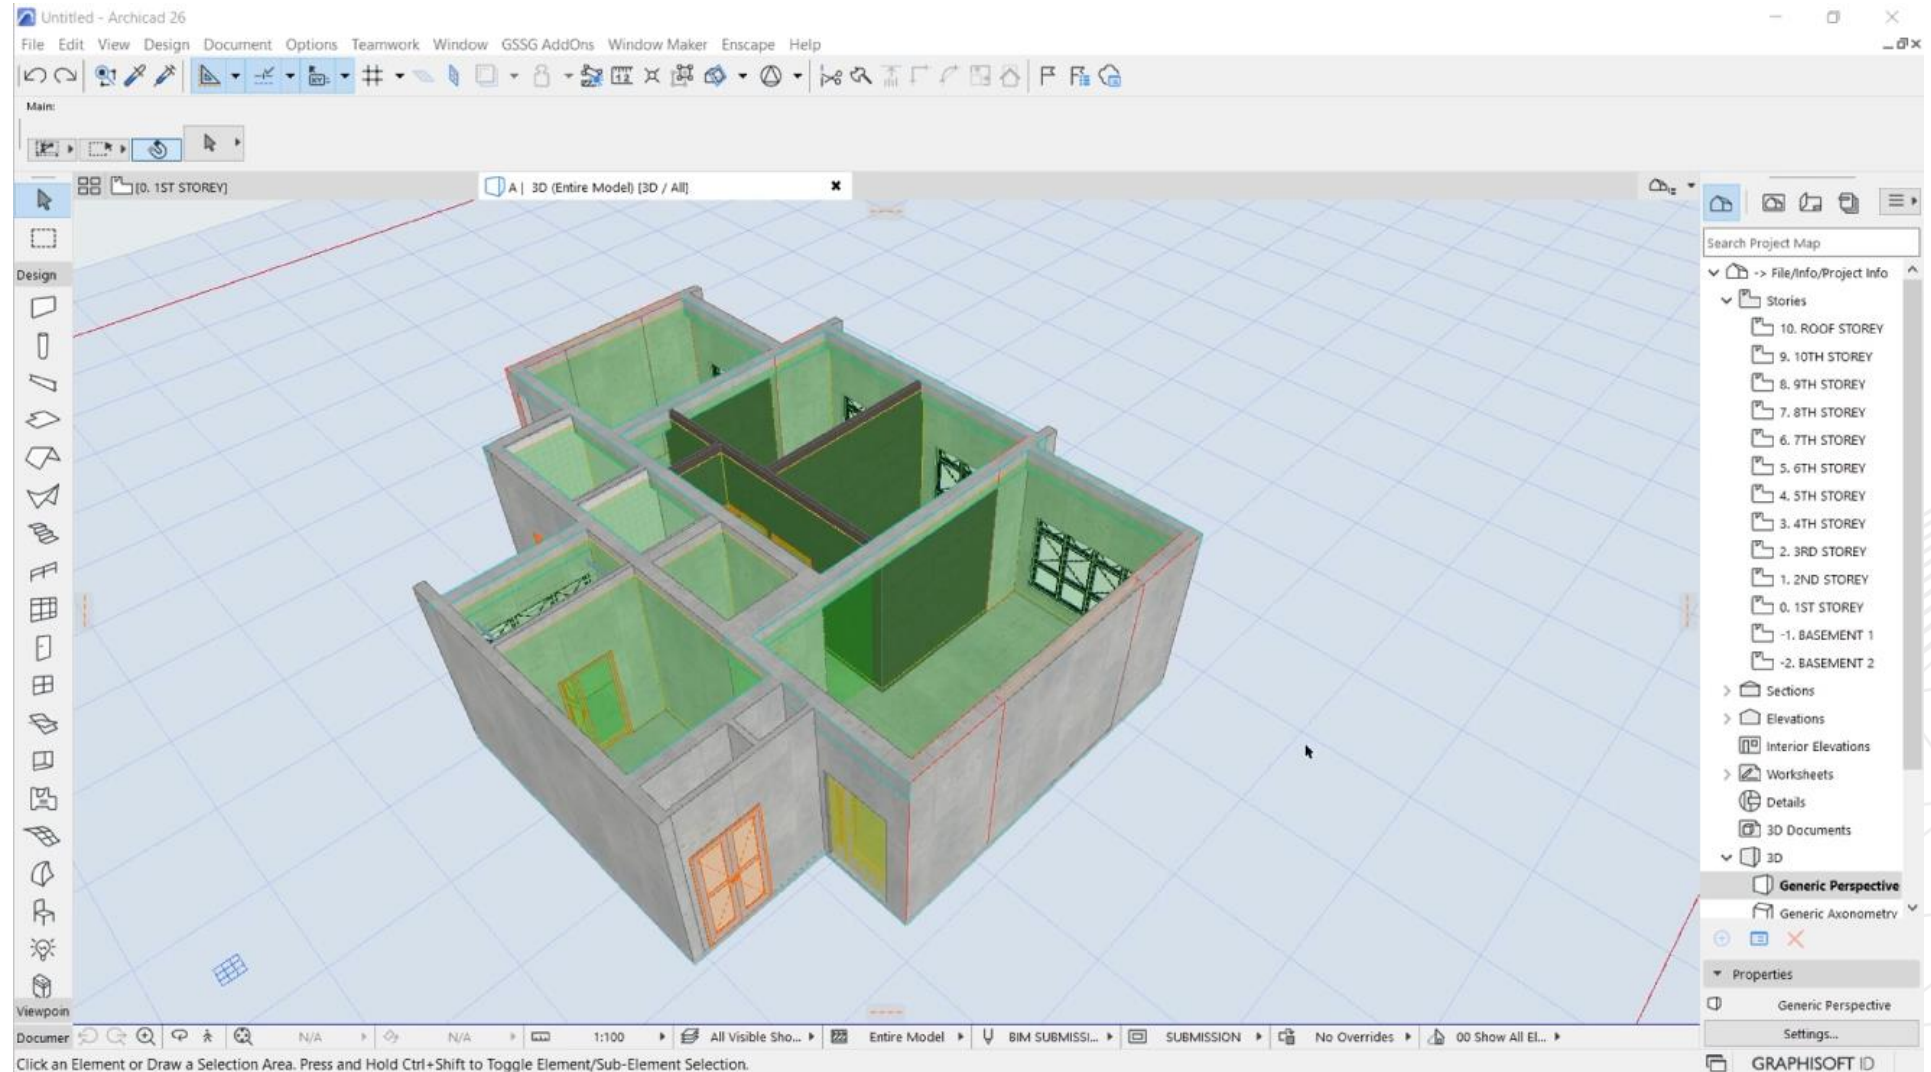 Untitled - Archicad 26
File Edit View Design Document Options Teamwork Window GSSG AddOns Window Maker Enscape Help
Main:
[0. 1ST STOREY]
A | 3D (Entire Model) [3D / All]
Design
Viewpoin
Documer
Search Project Map
-> File/Info/Project Info
Stories
10. ROOF STOREY
9. 10TH STOREY
8. 9TH STOREY
7. 8TH STOREY
6. 7TH STOREY
5. 6TH STOREY
4. 5TH STOREY
3. 4TH STOREY
2. 3RD STOREY
1. 2ND STOREY
0. 1ST STOREY
-1. BASEMENT 1
-2. BASEMENT 2
Sections
Elevations
Interior Elevations
Worksheets
Details
3D Documents
3D
Generic Perspective
Generic Axonometry
Properties
Generic Perspective
Settings...
N/A N/A 1:100 All Visible Sho... Entire Model BIM SUBMISSI... SUBMISSION No Overrides 00 Show All El...
Click an Element or Draw a Selection Area. Press and Hold Ctrl+Shift to Toggle Element/Sub-Element Selection.
GRAPHISOFT ID